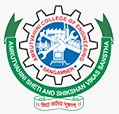 AMRUTVAHINI COLLEGE OF ENGINEERING
SANGAMNER
AMRUTVAHINI SHETI AND SHIKSHAN VIKAS SANSTHA